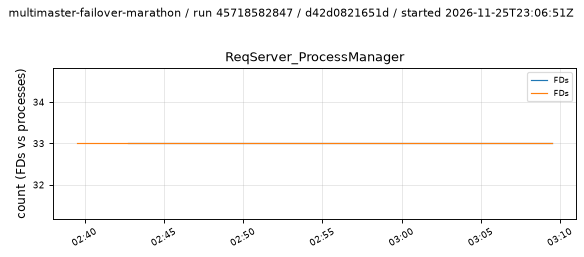 multimaster-failover-marathon / run 45718582847 / d42d0821651d / started 2026-11-25T23:06:51Z
ReqServer_ProcessManager
count (FDs vs processes)
34
33
32
FDs
FDs
02:40
02:45
02:50
02:55
03:00
03:05
03:10